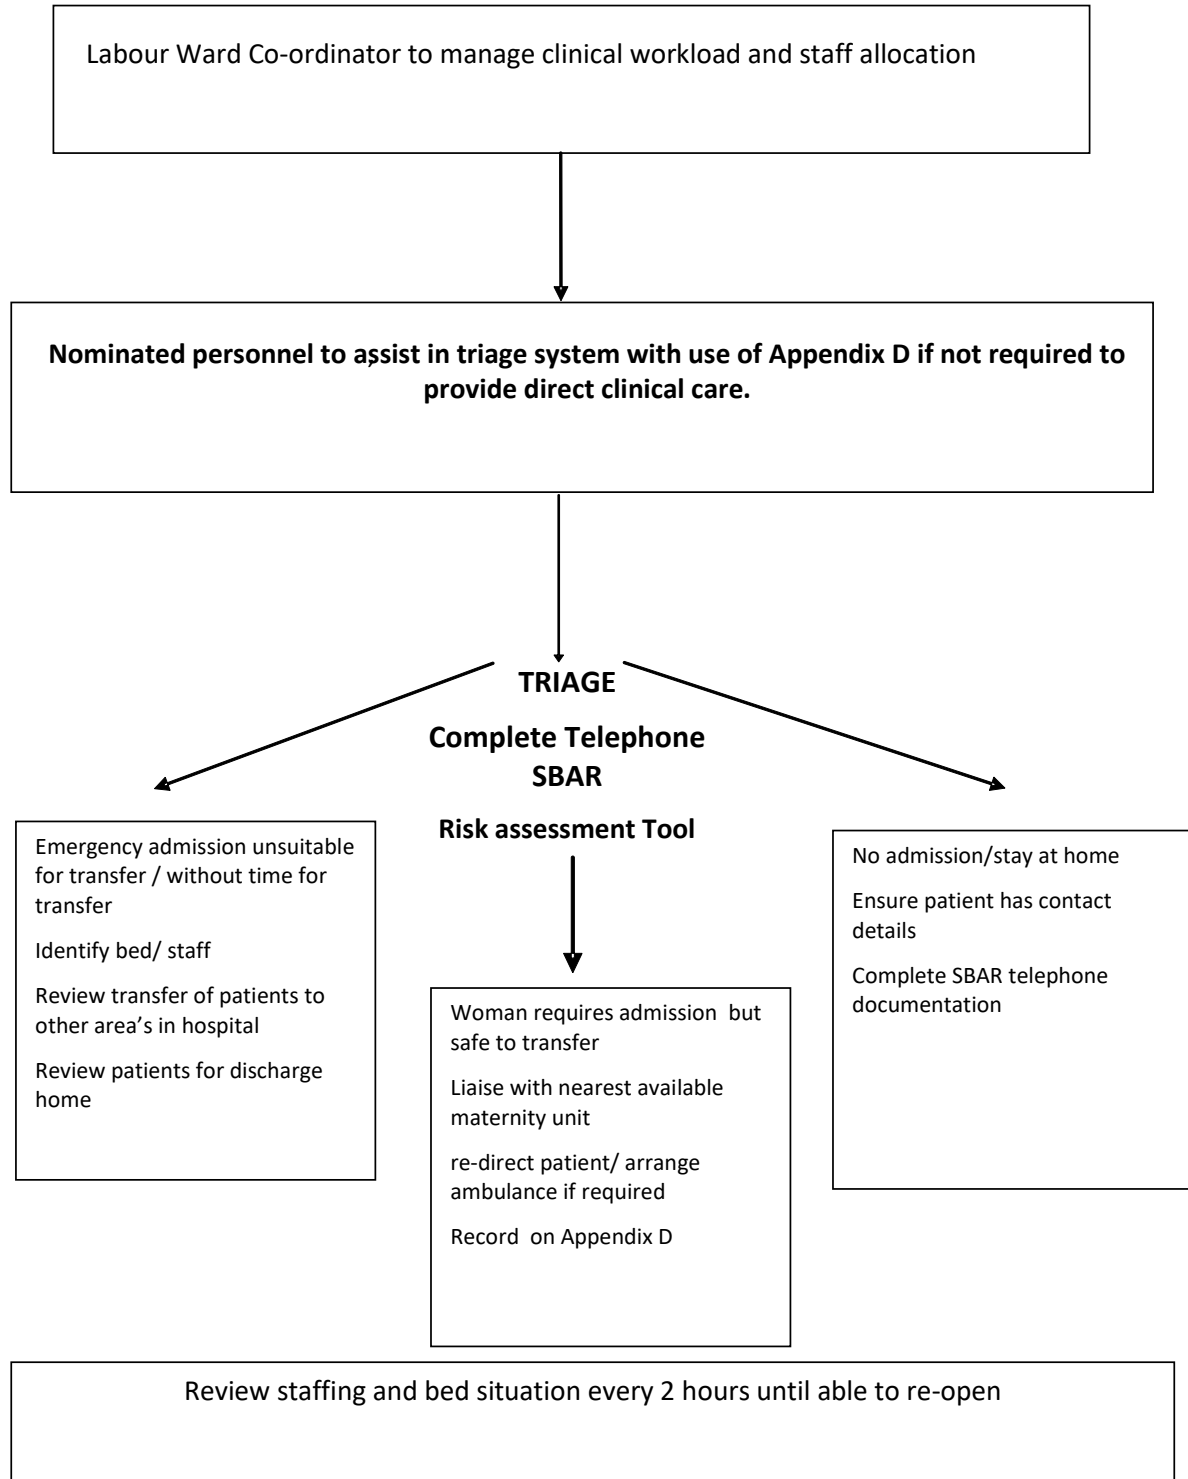 Labour Ward Co-ordinator to manage clinical workload and staff allocation
Nominated personnel to assist in triage system with use of Appendix D if not required to
provide direct clinical care.
TRIAGE
Complete Telephone
SBAR
Risk assessment Tool
Emergency admission unsuitable
for transfer / without time for
transfer
Identify bed/ staff
Review transfer of patients to
other area’s in hospital
Review patients for discharge
home
Woman requires admission but
safe to transfer
Liaise with nearest available
maternity unit
re-direct patient/ arrange
ambulance if required
Record on Appendix D
No admission/stay at home
Ensure patient has contact
details
Complete SBAR telephone
documentation
Review staffing and bed situation every 2 hours until able to re-open